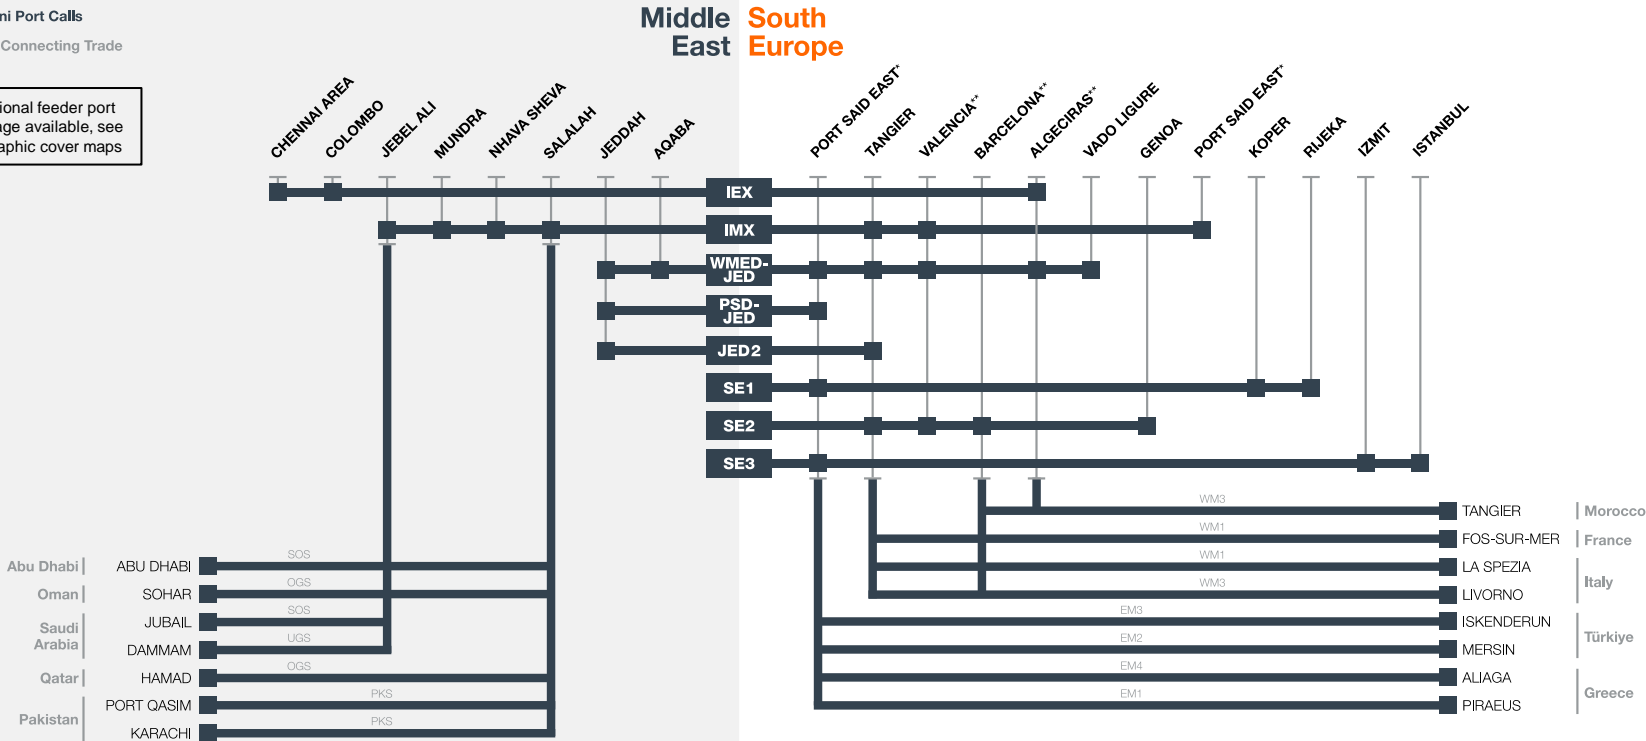 ni Port Calls
Connecting Trade
ional feeder port
age available, see
aphic cover maps
Middle
East
South
Europe
CHENNAI AREA
COLOMBO
JEBEL ALI
MUNDRA
NHAVA SHEVA
SALALAH
JEDDAH
AQABA
PORT SAID EAST*
TANGIER
VALENCIA**
BARCELONA**
ALGECIRAS**
VADO LIGURE
GENOA
PORT SAID EAST*
KOPER
RIJEKA
IZMIT
ISTANBUL
IEX
IMX
WMED-
JED
PSD-
JED
JED2
SE1
SE2
SE3
Abu Dhabi
ABU DHABI
SOS
Oman
SOHAR
OGS
Saudi
Arabia
JUBAIL
SOS
DAMMAM
UGS
Qatar
HAMAD
OGS
Pakistan
PORT QASIM
PKS
KARACHI
PKS
WM3
TANGIER
Morocco
WM1
FOS-SUR-MER
France
WM1
LA SPEZIA
Italy
WM3
LIVORNO
EM3
ISKENDERUN
Türkiye
EM2
MERSIN
EM4
ALIAGA
Greece
EM1
PIRAEUS